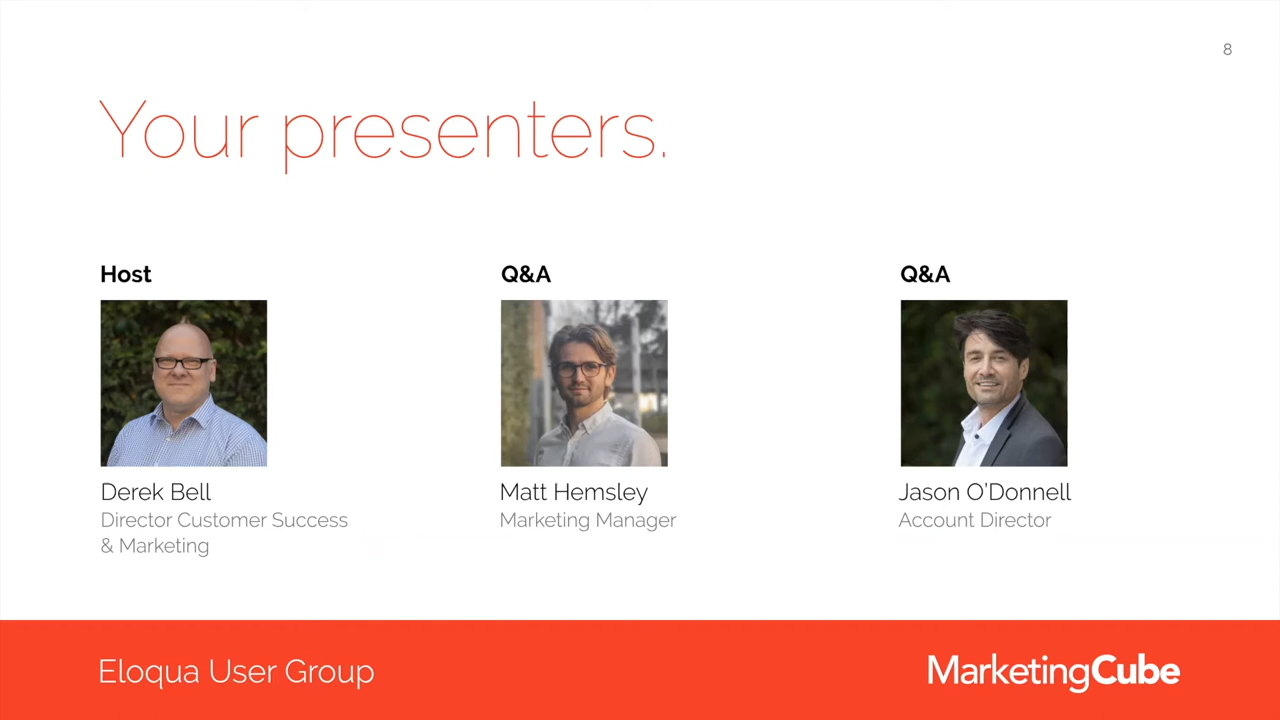 8
Your presenters.
Host
Derek Bell
Director Customer Success
& Marketing
Q&A
Matt Hemsley
Marketing Manager
Q&A
Jason O'Donnell
Account Director
Eloqua User Group
MarketingCube